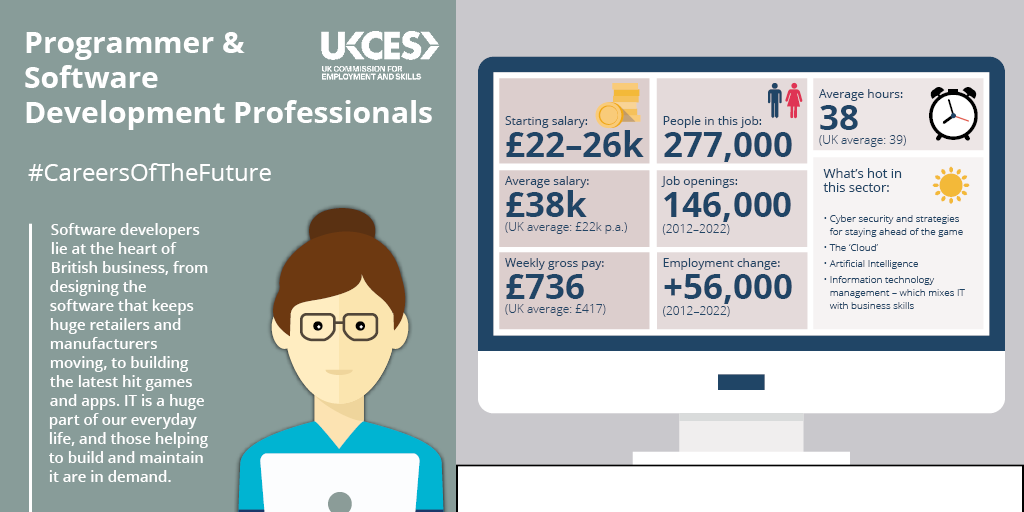 Programmer &
Software
Development Professionals
UKCES
UK COMMISSION FOR
EMPLOYMENT AND SKILLS
#CareersOfTheFuture
Software developers
lie at the heart of
British business, from
designing the
software that keeps
huge retailers and
manufacturers
moving, to building
the latest hit games
and apps. IT is a huge
part of our everyday
life, and those helping
to build and maintain
it are in demand.
Starting salary:
£22–26k
Average salary:
£38k
(UK average: £22k p.a.)
Weekly gross pay:
£736
(UK average: £417)
People in this job:
277,000
Job openings:
146,000
(2012–2022)
Employment change:
+56,000
(2012–2022)
Average hours:
38
(UK average: 39)
What's hot in
this sector:
• Cyber security and strategies
for staying ahead of the game
• The 'Cloud'
• Artificial Intelligence
• Information technology
management – which mixes IT
with business skills